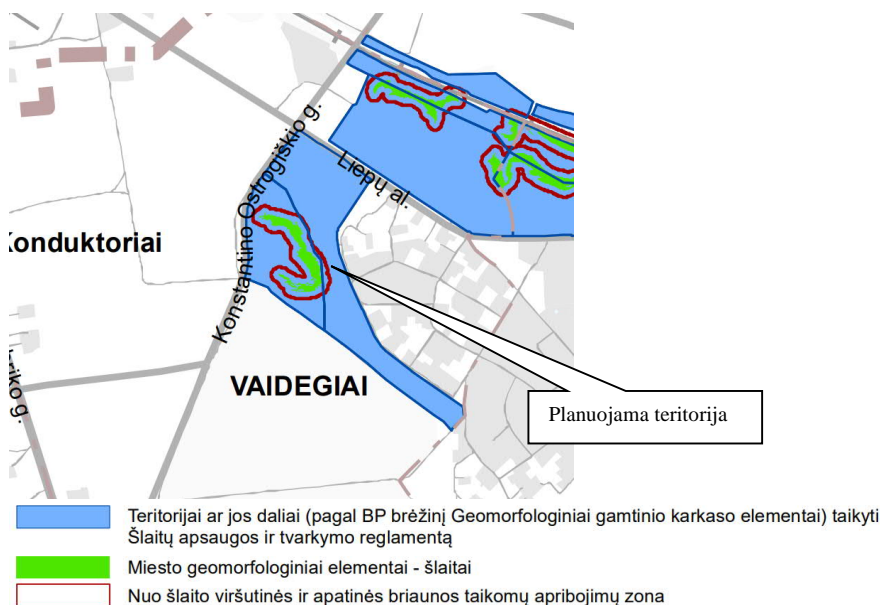 Konstantino Ostrogiškio g.
Liepų al.
Konduktoriai
VAIDEGIAI
riko g.
Planuojama teritorija
Teritorijai ar jos daliai (pagal BP brėžinį Geomorfologiniai gamtinio karkaso elementai) taikyti
Šlaitų apsaugos ir tvarkymo reglamentą
Miesto geomorfologiniai elementai - šlaitai
Nuo šlaito viršutinės ir apatinės briaunos taikomų apribojimų zona